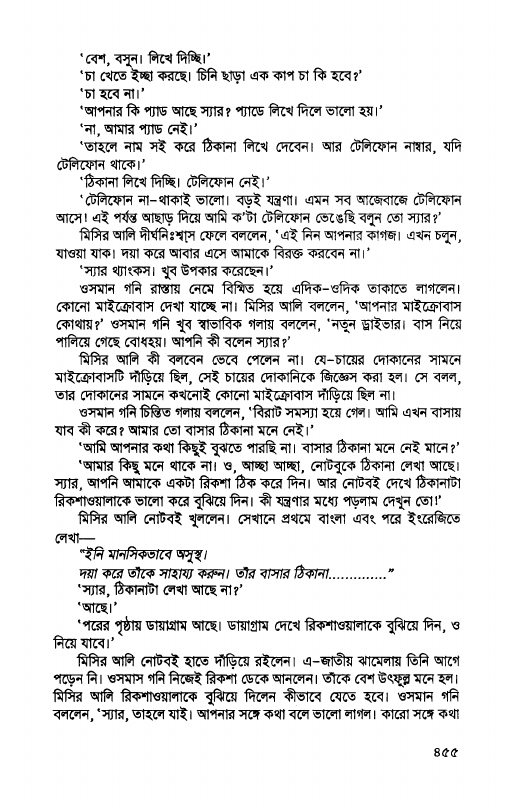 ‘বেশ, বসুন। লিখে দিচ্ছি।’
‘চা খেতে ইচ্ছা করছে। চিনি ছাড়া এক কাপ চা কি হবে?’
‘চা হবে না।’
‘আপনার কি প্যাড আছে স্যার? প্যাডে লিখে দিলে ভালো হয়।’
‘না, আমার প্যাড নেই।’
‘তাহলে নাম সই করে ঠিকানা লিখে দেবেন। আর টেলিফোন নাম্বার, যদি
টেলিফোন থাকে।’
‘ঠিকানা লিখে দিচ্ছি। টেলিফোন নেই।’
‘টেলিফোন না–থাকাই ভালো। বড়ই যন্ত্রণা। এমন সব আজেবাজে টেলিফোন
আসে! এই পর্যন্ত আছাড় দিয়ে আমি ক’টা টেলিফোন ভেঙেছি বলুন তো স্যার?’
মিসির আলি দীর্ঘনিঃশ্বাস ফেলে বললেন, ‘এই নিন আপনার কাগজ। এখন চলুন,
যাওয়া যাক। দয়া করে আবার এসে আমাকে বিরক্ত করবেন না।’
‘স্যার থ্যাংকস। খুব উপকার করেছেন।’
ওসমান গনি রাস্তায় নেমে বিস্মিত হয়ে এদিক–ওদিক তাকাতে লাগলেন।
কোনো মাইক্রোবাস দেখা যাচ্ছে না। মিসির আলি বললেন, ‘আপনার মাইক্রোবাস
কোথায়?’ ওসমান গনি খুব স্বাভাবিক গলায় বললেন, ‘নতুন ড্রাইভার। বাস নিয়ে
পালিয়ে গেছে বোধহয়। আপনি কী বলেন স্যার?’
মিসির আলি কী বলবেন ভেবে পেলেন না। যে–চায়ের দোকানের সামনে
মাইক্রোবাসটি দাঁড়িয়ে ছিল, সেই চায়ের দোকানিকে জিজ্ঞেস করা হল। সে বলল,
তার দোকানের সামনে কখনোই কোনো মাইক্রোবাস দাঁড়িয়ে ছিল না।
ওসমান গনি চিন্তিত গলায় বললেন, ‘বিরাট সমস্যা হয়ে গেল। আমি এখন বাসায়
যাব কী করে? আমার তো বাসার ঠিকানা মনে নেই।’
‘আমি আপনার কথা কিছুই বুঝতে পারছি না। বাসার ঠিকানা মনে নেই মানে?’
‘আমার কিছু মনে থাকে না। ও, আচ্ছা আচ্ছা, নোটবুকে ঠিকানা লেখা আছে।
স্যার, আপনি আমাকে একটা রিকশা ঠিক করে দিন। আর নোটবই দেখে ঠিকানাটা
রিকশাওয়ালাকে ভালো করে বুঝিয়ে দিন। কী যন্ত্রণার মধ্যে পড়লাম দেখুন তো!’
মিসির আলি নোটবই খুললেন। সেখানে প্রথমে বাংলা এবং পরে ইংরেজিতে
লেখা—
“ইনি মানসিকভাবে অসুস্থ।
দয়া করে তাঁকে সাহায্য করুন। তাঁর বাসার ঠিকানা..............”
‘স্যার, ঠিকানাটা লেখা আছে না?’
‘আছে।’
‘পরের পৃষ্ঠায় ডায়াগ্রাম আছে। ডায়াগ্রাম দেখে রিকশাওয়ালাকে বুঝিয়ে দিন, ও
নিয়ে যাবে।’
মিসির আলি নোটবই হাতে দাঁড়িয়ে রইলেন। এ–জাতীয় ঝামেলায় তিনি আগে
পড়েন নি। ওসমাস গনি নিজেই রিকশা ডেকে আনলেন। তাঁকে বেশ উৎফুল্ল মনে হল।
মিসির আলি রিকশাওয়ালাকে বুঝিয়ে দিলেন কীভাবে যেতে হবে। ওসমান গনি
বললেন, ‘স্যার, তাহলে যাই। আপনার সঙ্গে কথা বলে ভালো লাগল। কারো সঙ্গে কথা
৪৫৫